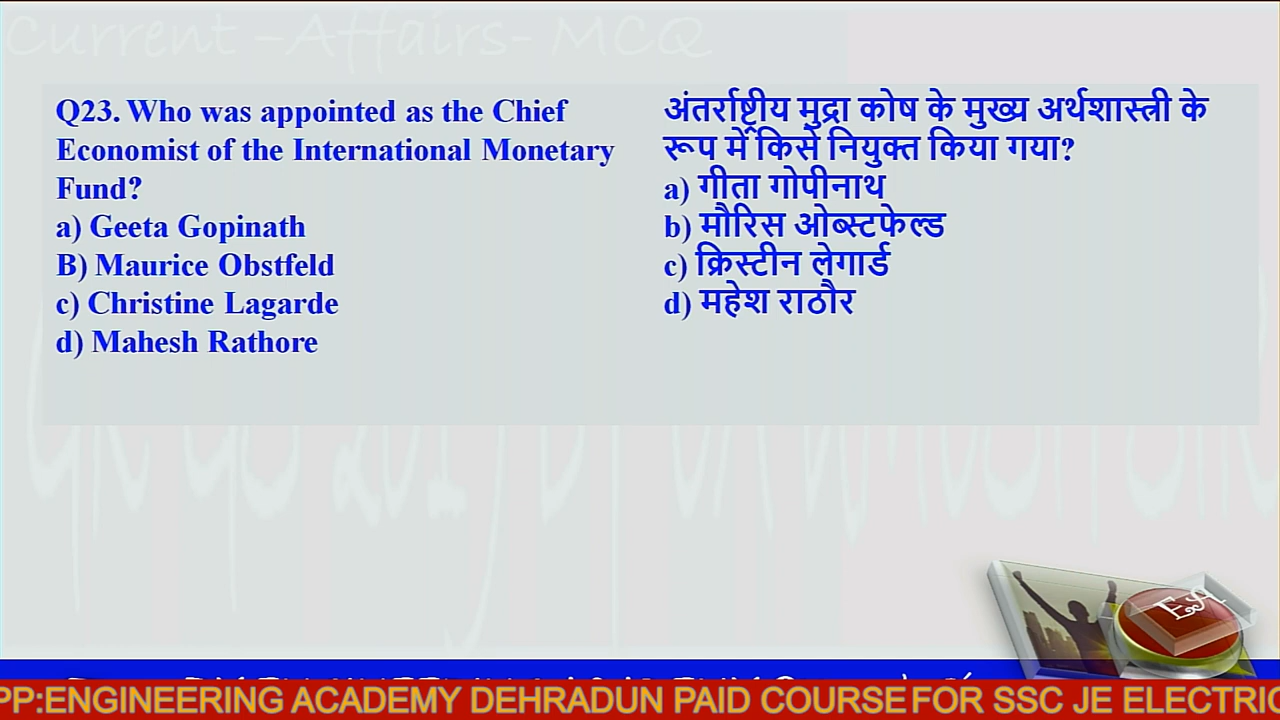 Current -Affairs- MCQ
Q23. Who was appointed as the Chief
Economist of the International Monetary
Fund?
a) Geeta Gopinath
B) Maurice Obstfeld
c) Christine Lagarde
d) Mahesh Rathore
अंतर्राष्ट्रीय मुद्रा कोष के मुख्य अर्थशास्त्री के
रूप में किसे नियुक्त किया गया?
a) गीता गोपीनाथ
b) मौरिस ओब्स्टफेल्ड
c) क्रिस्टीन लेगार्ड
d) महेश राठौर
EA
PP:ENGINEERING ACADEMY DEHRADUN PAID COURSE FOR SSC JE ELECTRIC